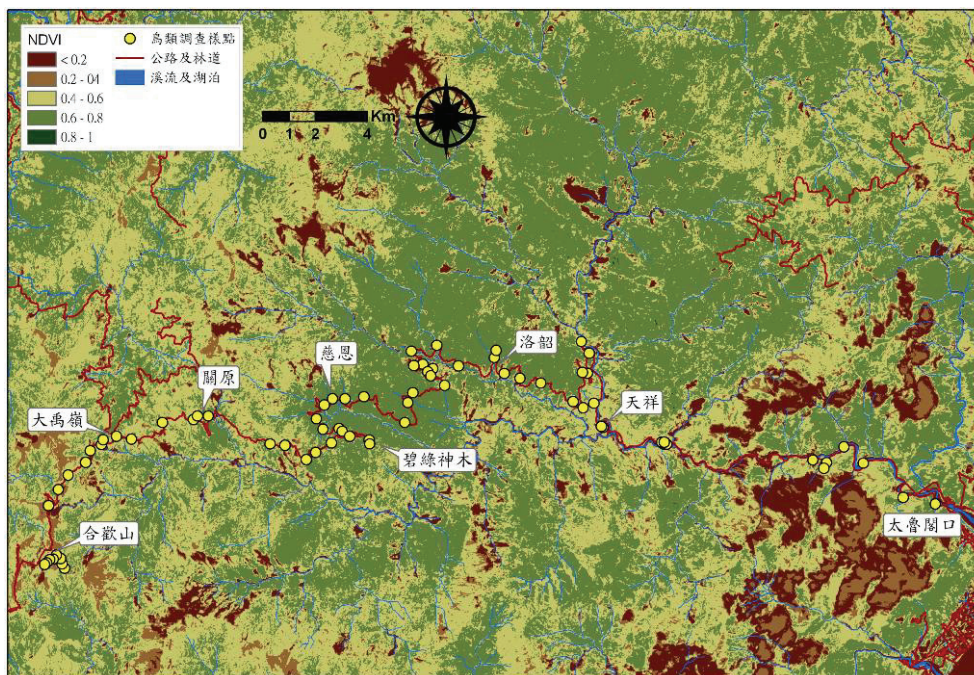 NDVI
< 0.2
0.2 - 04
0.4 - 0.6
0.6 - 0.8
0.8 - 1
鳥類調查樣點
公路及林道
溪流及湖泊
Km
0 1 2 4
慈恩
洛韶
關原
大禹嶺
天祥
碧綠神木
太魯閣口
合歡山